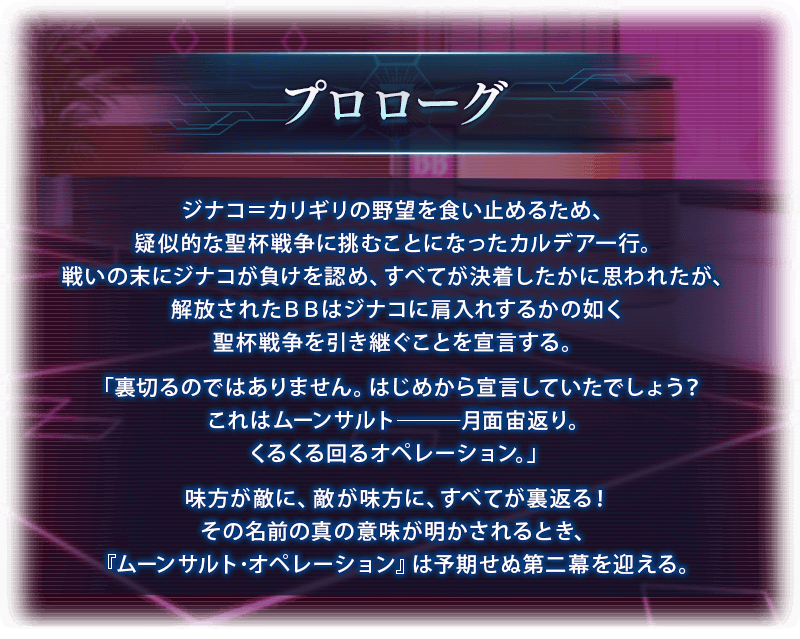 プロローグ
BB
ジナコ＝カリギリの野望を食い止めるため、
疑似的な聖杯戦争に挑むことになったカルデア一行。
戦いの末にジナコが負けを認め、すべてが決着したかに思われたが、
解放されたＢＢはジナコに肩入れするかの如く
聖杯戦争を引き継ぐことを宣言する。
「裏切るのではありません。はじめから宣言していたでしょう？
これはムーンサルト───月面宙返り。
くるくる回るオペレーション。」
味方が敵に、敵が味方に、すべてが裏返る！
その名前の真の意味が明かされるとき、
『ムーンサルト・オペレーション』は予期せぬ第二幕を迎える。